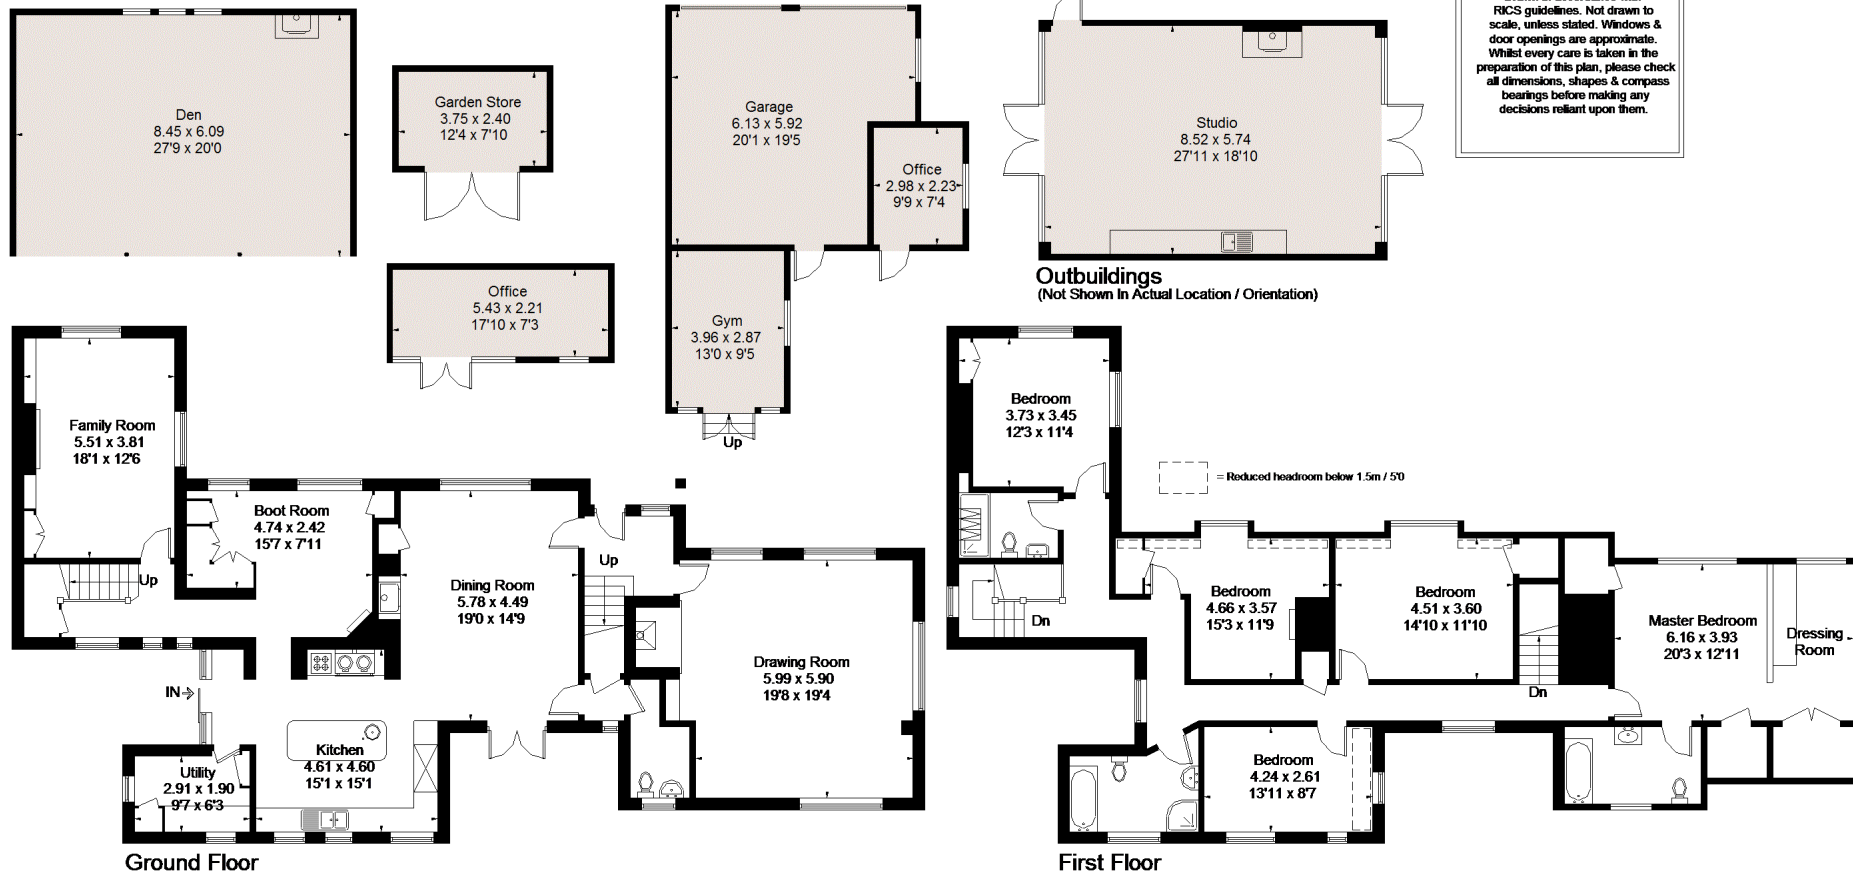 RICS guidelines. Not drawn to
scale, unless stated. Windows &
door openings are approximate.
Whilst every care is taken in the
preparation of this plan, please check
all dimensions, shapes & compass
bearings before making any
decisions reliant upon them.
Den
8.45 x 6.09
27'9 x 20'0
Garden Store
3.75 x 2.40
12'4 x 7'10
Garage
6.13 x 5.92
20'1 x 19'5
Office
2.98 x 2.23
9'9 x 7'4
Studio
8.52 x 5.74
27'11 x 18'10
Outbuildings
(Not Shown In Actual Location / Orientation)
Office
5.43 x 2.21
17'10 x 7'3
Gym
3.96 x 2.87
13'0 x 9'5
Up
Family Room
5.51 x 3.81
18'1 x 12'6
Up
Boot Room
4.74 x 2.42
15'7 x 7'11
Dining Room
5.78 x 4.49
19'0 x 14'9
Up
Drawing Room
5.99 x 5.90
19'8 x 19'4
IN
Kitchen
4.61 x 4.60
15'1 x 15'1
Utility
2.91 x 1.90
9'7 x 6'3
Ground Floor
Bedroom
3.73 x 3.45
12'3 x 11'4
= Reduced headroom below 1.5m / 5'0
Dn
Bedroom
4.66 x 3.57
15'3 x 11'9
Bedroom
4.51 x 3.60
14'10 x 11'10
Dn
Master Bedroom
6.16 x 3.93
20'3 x 12'11
Dressing
Room
Bedroom
4.24 x 2.61
13'11 x 8'7
First Floor